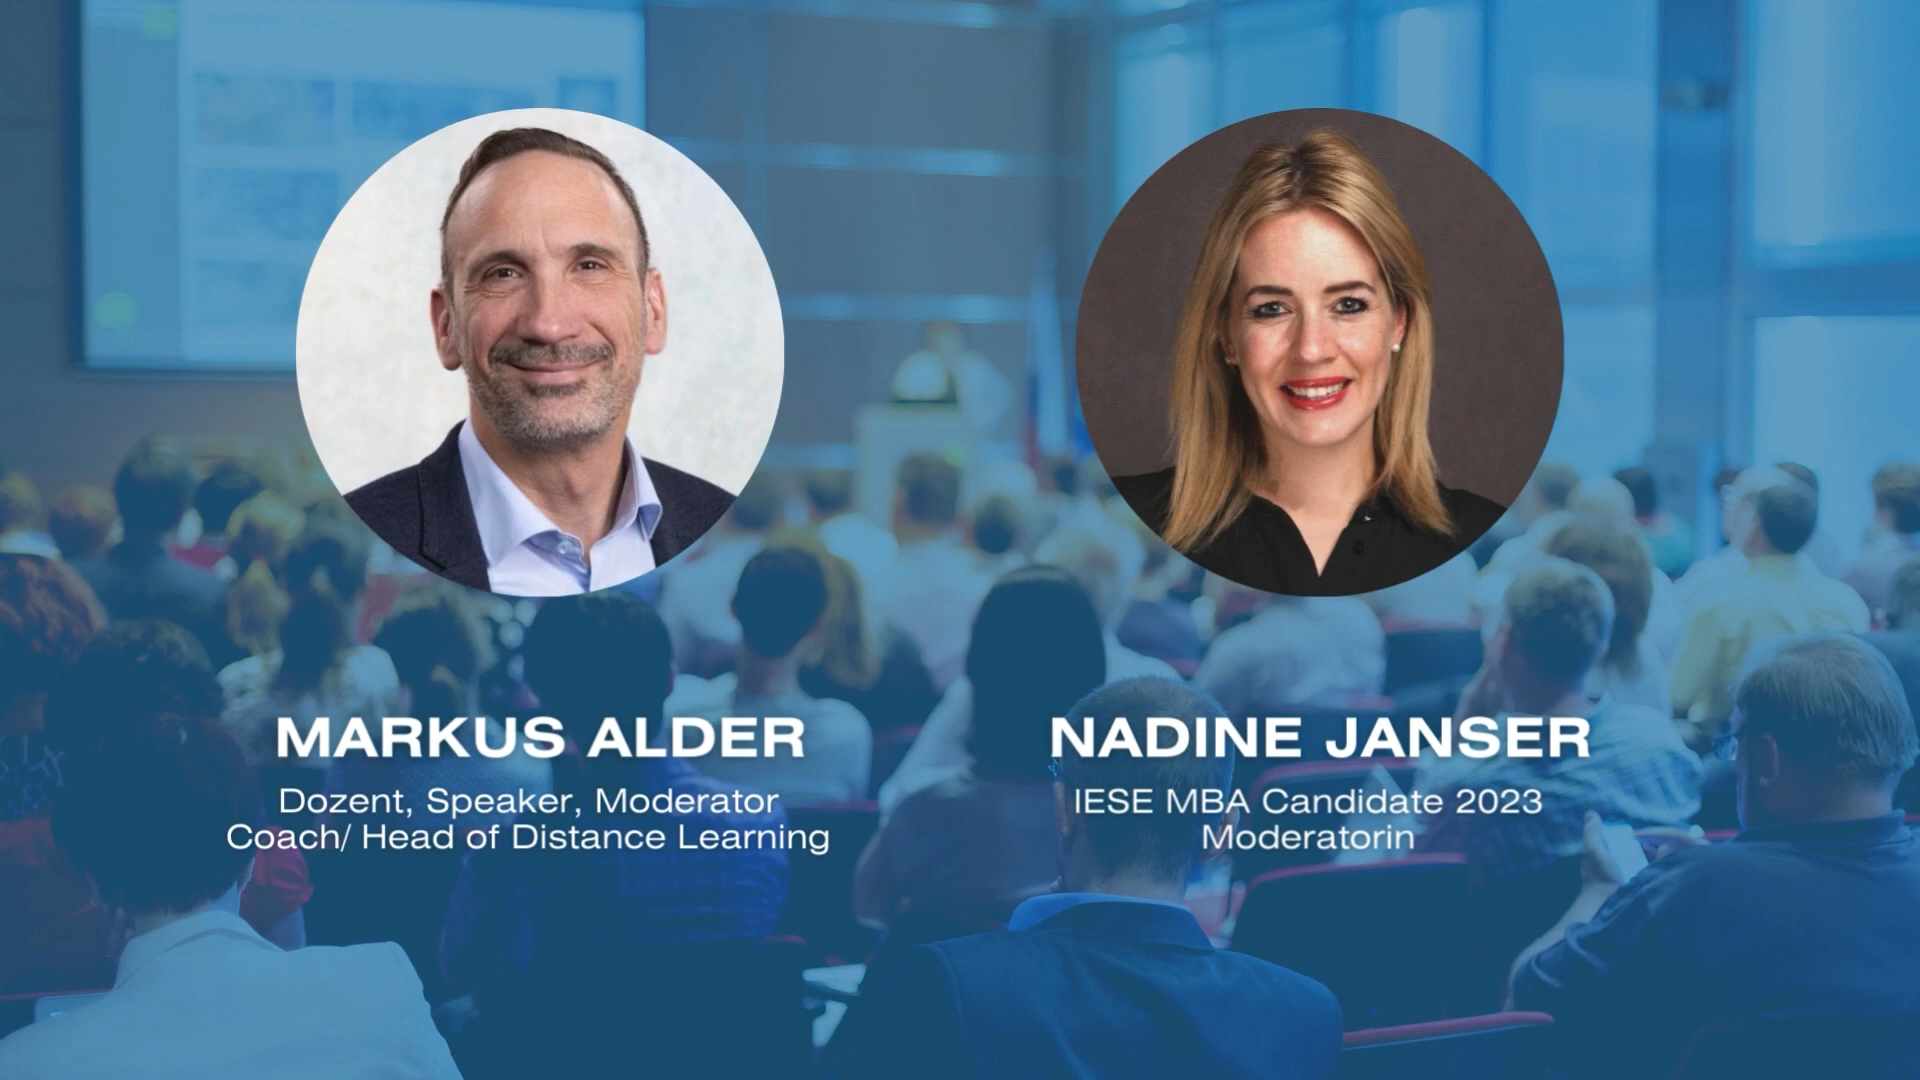 MARKUS ALDER
Dozent, Speaker, Moderator
Coach/ Head of Distance Learning
NADINE JANSER
IESE MBA Candidate 2023
Moderatorin